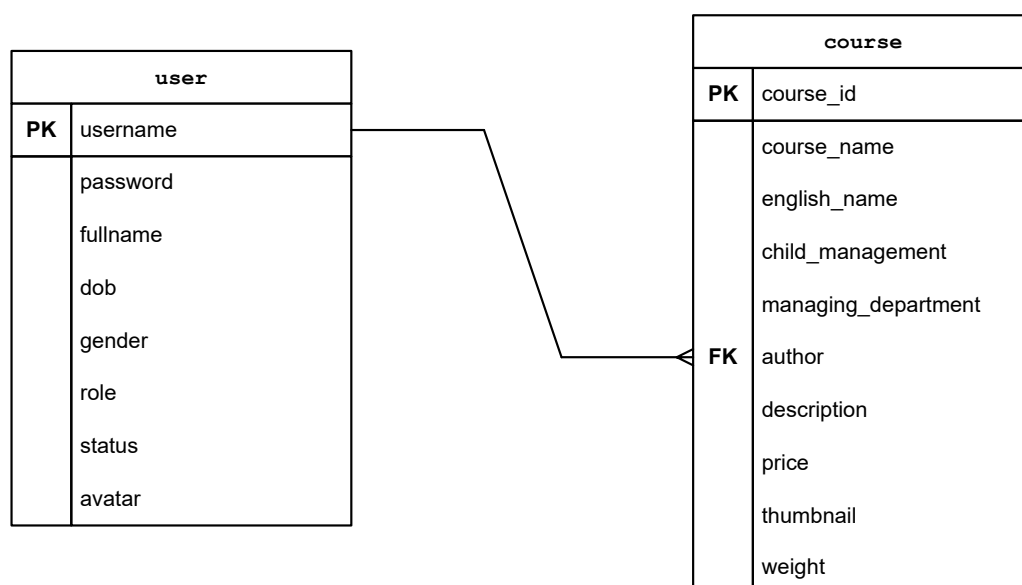 user
PK username
password
fullname
dob
gender
role
status
avatar
course
PK course_id
course_name
english_name
child_management
managing_department
FK author
description
price
thumbnail
weight